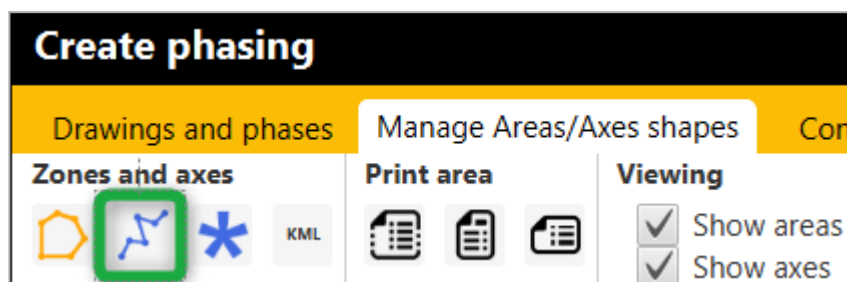 Create phasing
Drawings and phases
Manage Areas/Axes shapes
Zones and axes
Print area
Viewing
KML
Show areas
Show axes